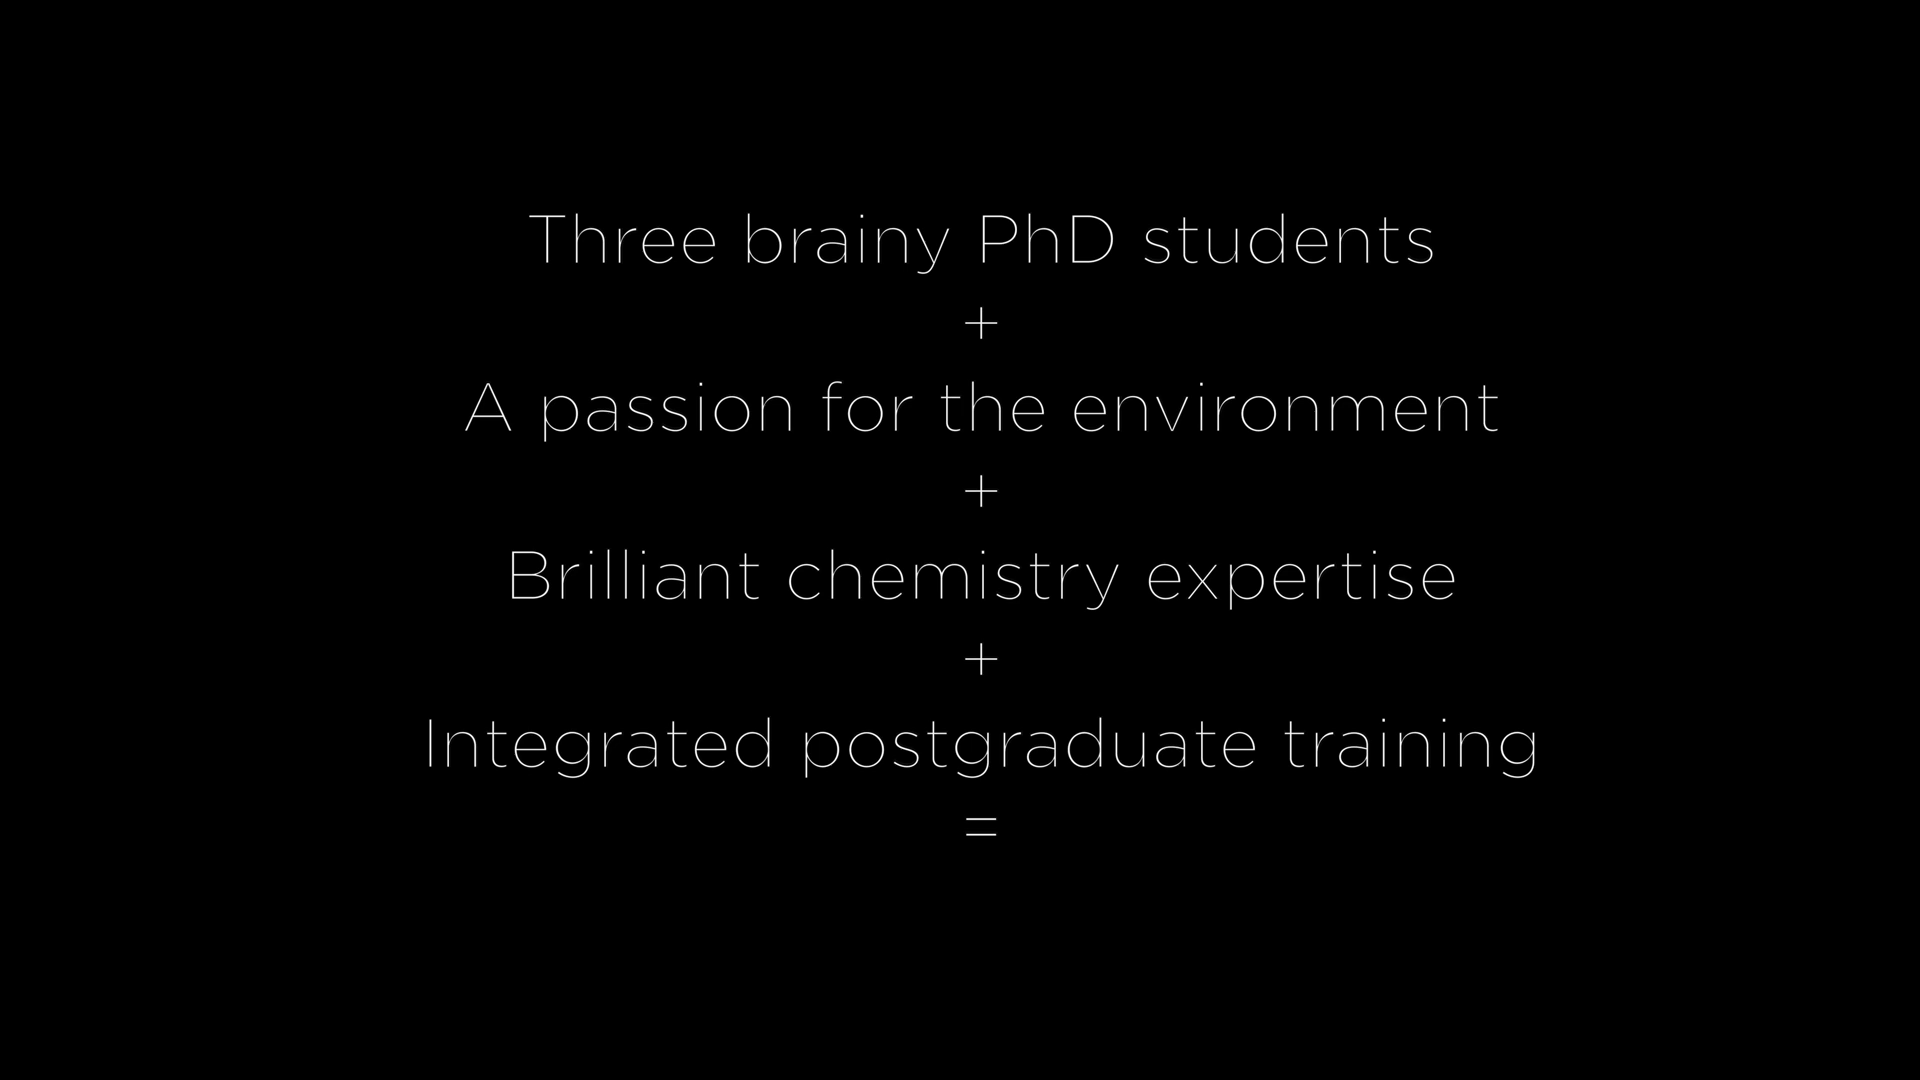 Three brainy PhD students
+
A passion for the environment
+
Brilliant chemistry expertise
+
Integrated postgraduate training
=